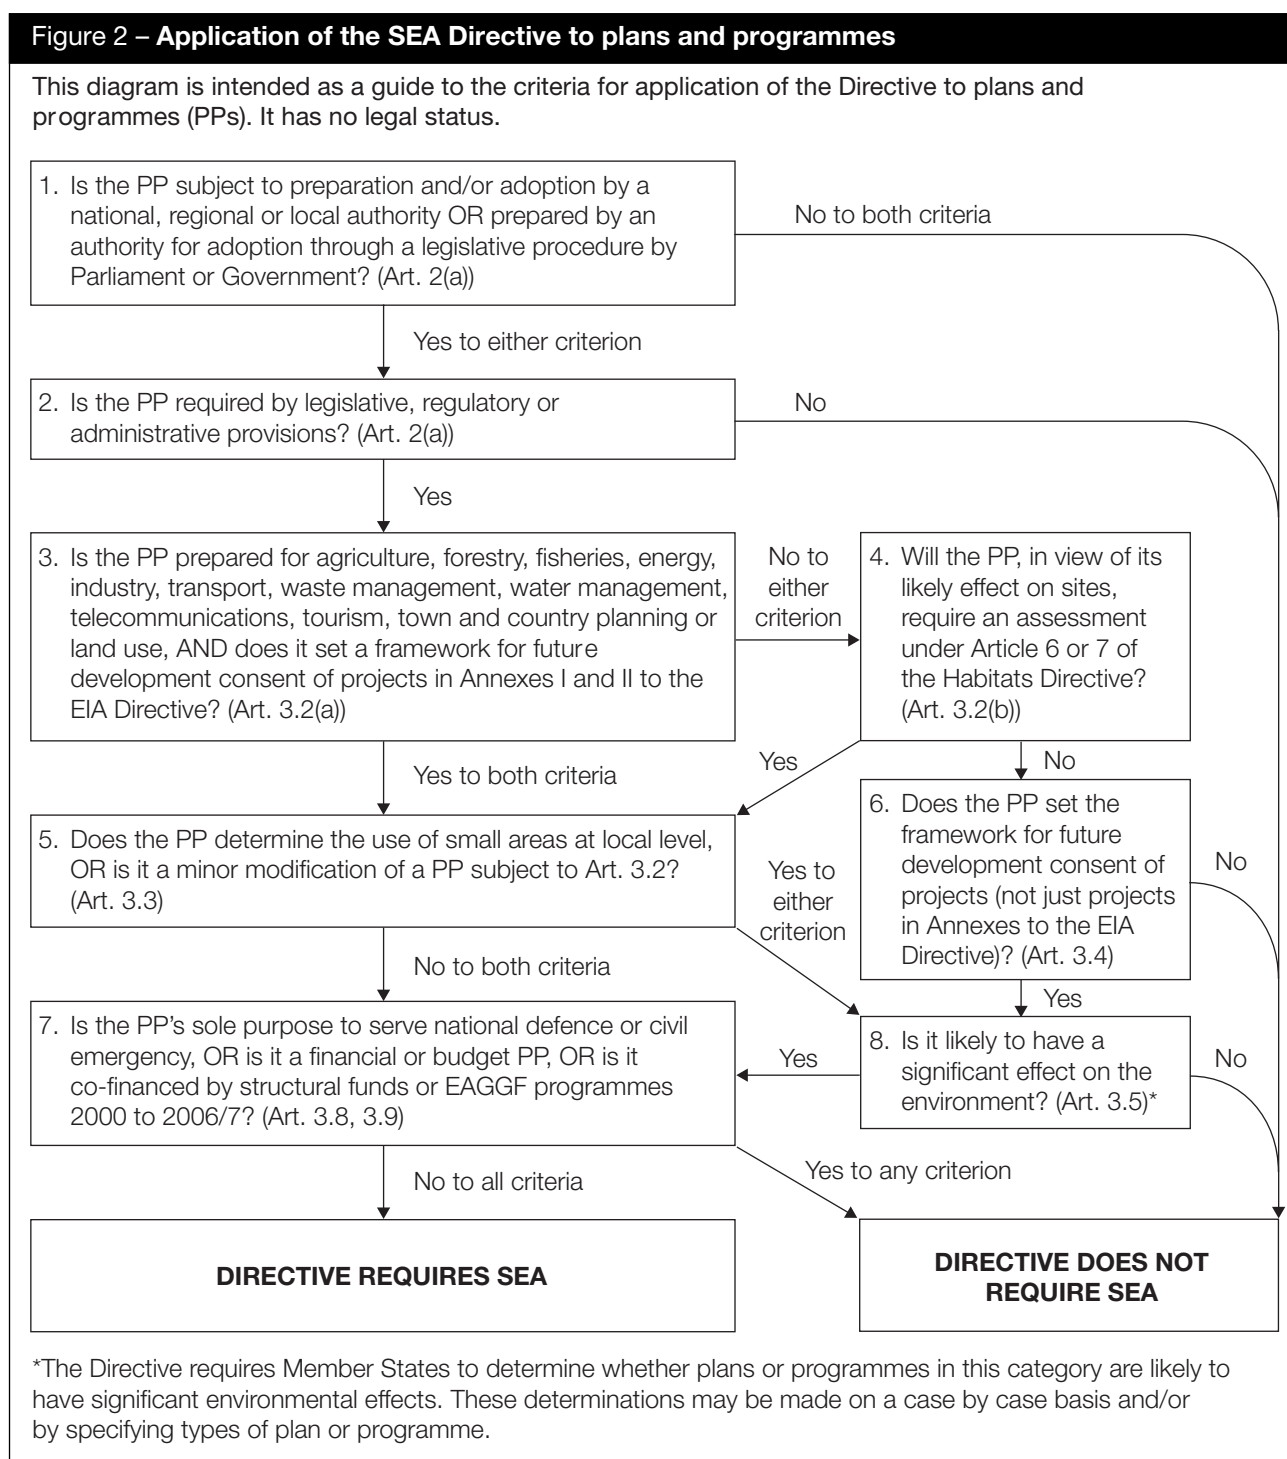 Figure 2 – Application of the SEA Directive to plans and programmes
This diagram is intended as a guide to the criteria for application of the Directive to plans and
programmes (PPs). It has no legal status.
1. Is the PP subject to preparation and/or adoption by a
national, regional or local authority OR prepared by an
authority for adoption through a legislative procedure by
Parliament or Government? (Art. 2(a))
No to both criteria
Yes to either criterion
2. Is the PP required by legislative, regulatory or
administrative provisions? (Art. 2(a))
No
Yes
3. Is the PP prepared for agriculture, forestry, fisheries, energy,
industry, transport, waste management, water management,
telecommunications, tourism, town and country planning or
land use, AND does it set a framework for future
development consent of projects in Annexes I and II to the
EIA Directive? (Art. 3.2(a))
No to
either
criterion
4. Will the PP, in view of its
likely effect on sites,
require an assessment
under Article 6 or 7 of
the Habitats Directive?
(Art. 3.2(b))
Yes to both criteria
Yes
No
5. Does the PP determine the use of small areas at local level,
OR is it a minor modification of a PP subject to Art. 3.2?
(Art. 3.3)
Yes to
either
criterion
6. Does the PP set the
framework for future
development consent of
projects (not just projects
in Annexes to the EIA
Directive)? (Art. 3.4)
No
No to both criteria
Yes
7. Is the PP's sole purpose to serve national defence or civil
emergency, OR is it a financial or budget PP, OR is it
co-financed by structural funds or EAGGF programmes
2000 to 2006/7? (Art. 3.8, 3.9)
Yes
8. Is it likely to have a
significant effect on the
environment? (Art. 3.5)*
No
No to all criteria
Yes to any criterion
DIRECTIVE REQUIRES SEA
DIRECTIVE DOES NOT
REQUIRE SEA
*The Directive requires Member States to determine whether plans or programmes in this category are likely to
have significant environmental effects. These determinations may be made on a case by case basis and/or
by specifying types of plan or programme.